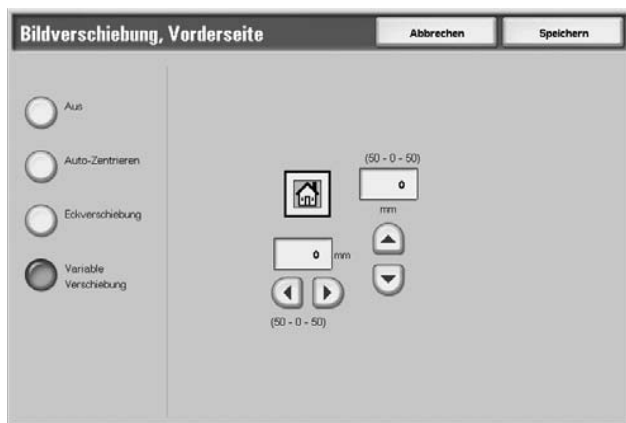 Bildverschiebung, Vorderseite
Abbrechen
Speichern
Aus
Auto-Zentrieren
Eckverschiebung
Variable
Verschiebung
(50 - 0 - 50)
0
mm
0 mm
(50 - 0 - 50)